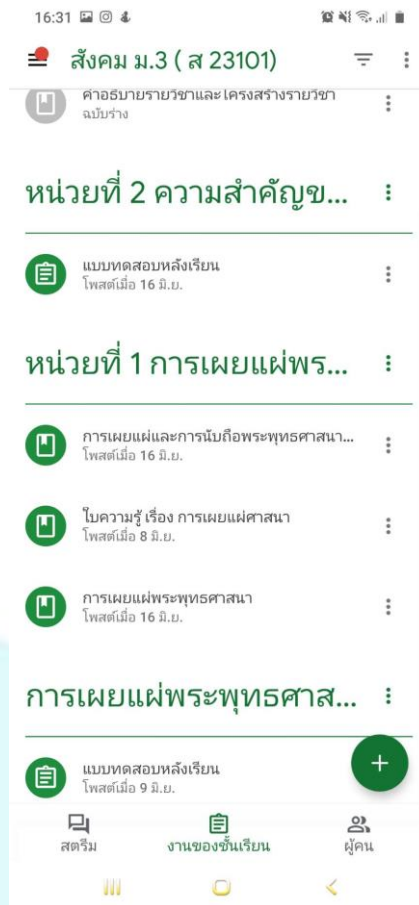 16:31
สังคม ม.3 ( ส 23101)
คำอธิบายรายวิชาและโครงสร้างรายวิชา
ฉบับร่าง
หน่วยที่ 2 ความสำคัญข...
แบบทดสอบหลังเรียน
โพสต์เมื่อ 16 มิ.ย.
หน่วยที่ 1 การเผยแผ่พร...
การเผยแผ่และการนับถือพระพุทธศาสนา...
โพสต์เมื่อ 16 มิ.ย.
ใบความรู้ เรื่อง การเผยแผ่ศาสนา
โพสต์เมื่อ 8 มิ.ย.
การเผยแผ่พระพุทธศาสนา
โพสต์เมื่อ 16 มิ.ย.
การเผยแผ่พระพุทธศาส...
แบบทดสอบหลังเรียน
โพสต์เมื่อ 9 มิ.ย.
สตรีม งานของชั้นเรียน ผู้คน